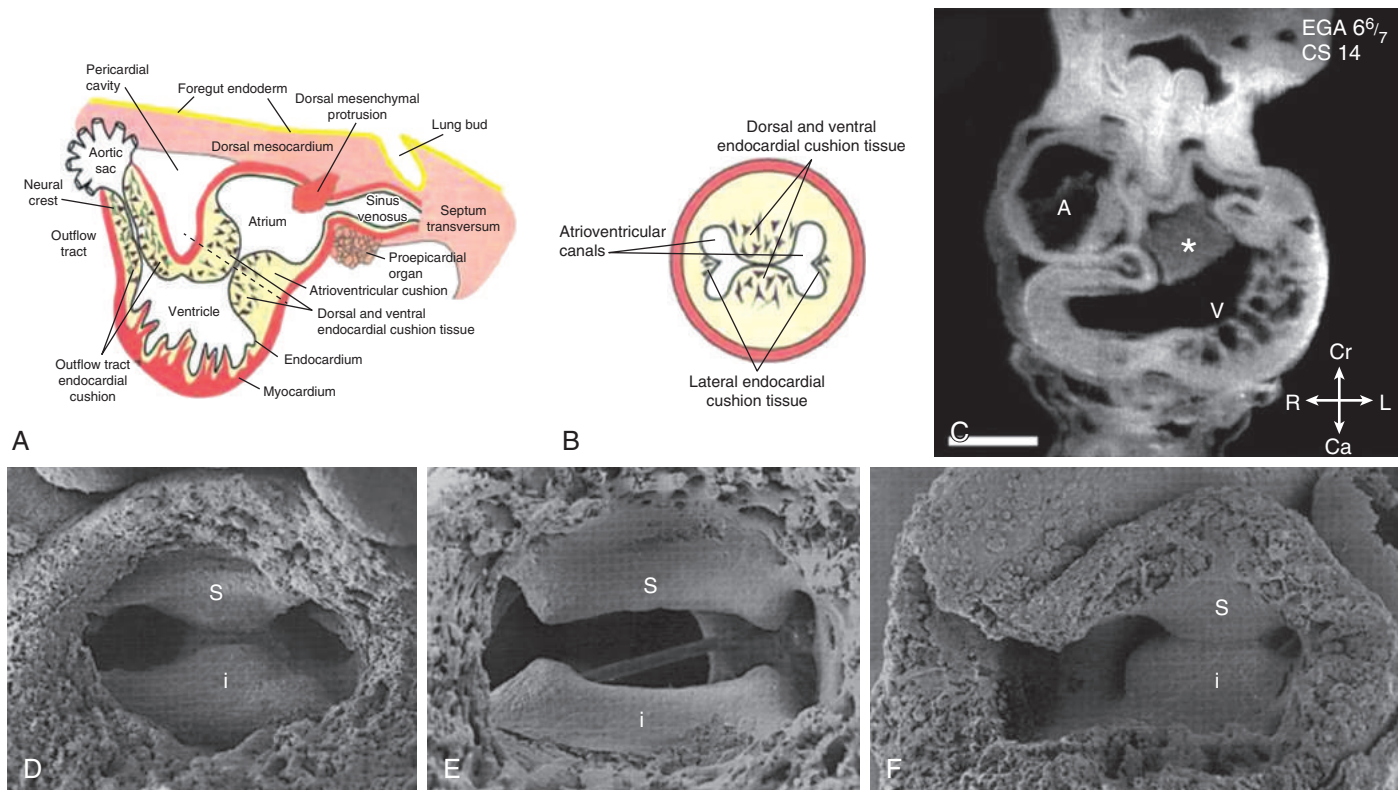 Pericardial
cavity
Foregut endoderm
Dorsal mesenchymal
protrusion
Lung bud
Dorsal mesocardium
Aortic
sac
Neural
crest
Outflow
tract
Atrium
Sinus
venosus
Septum
transversum
Proepicardial
organ
Atrioventricular cushion
Ventricle
Dorsal and ventral
endocardial cushion tissue
Endocardium
Outflow tract
endocardial
cushion
Myocardium
A
Dorsal and ventral
endocardial cushion tissue
Atrioventricular
canals
Lateral endocardial
cushion tissue
B
EGA 6 6/7
CS 14
A
*
V
Cr
R
L
Ca
C
S
i
D
S
i
E
S
i
F